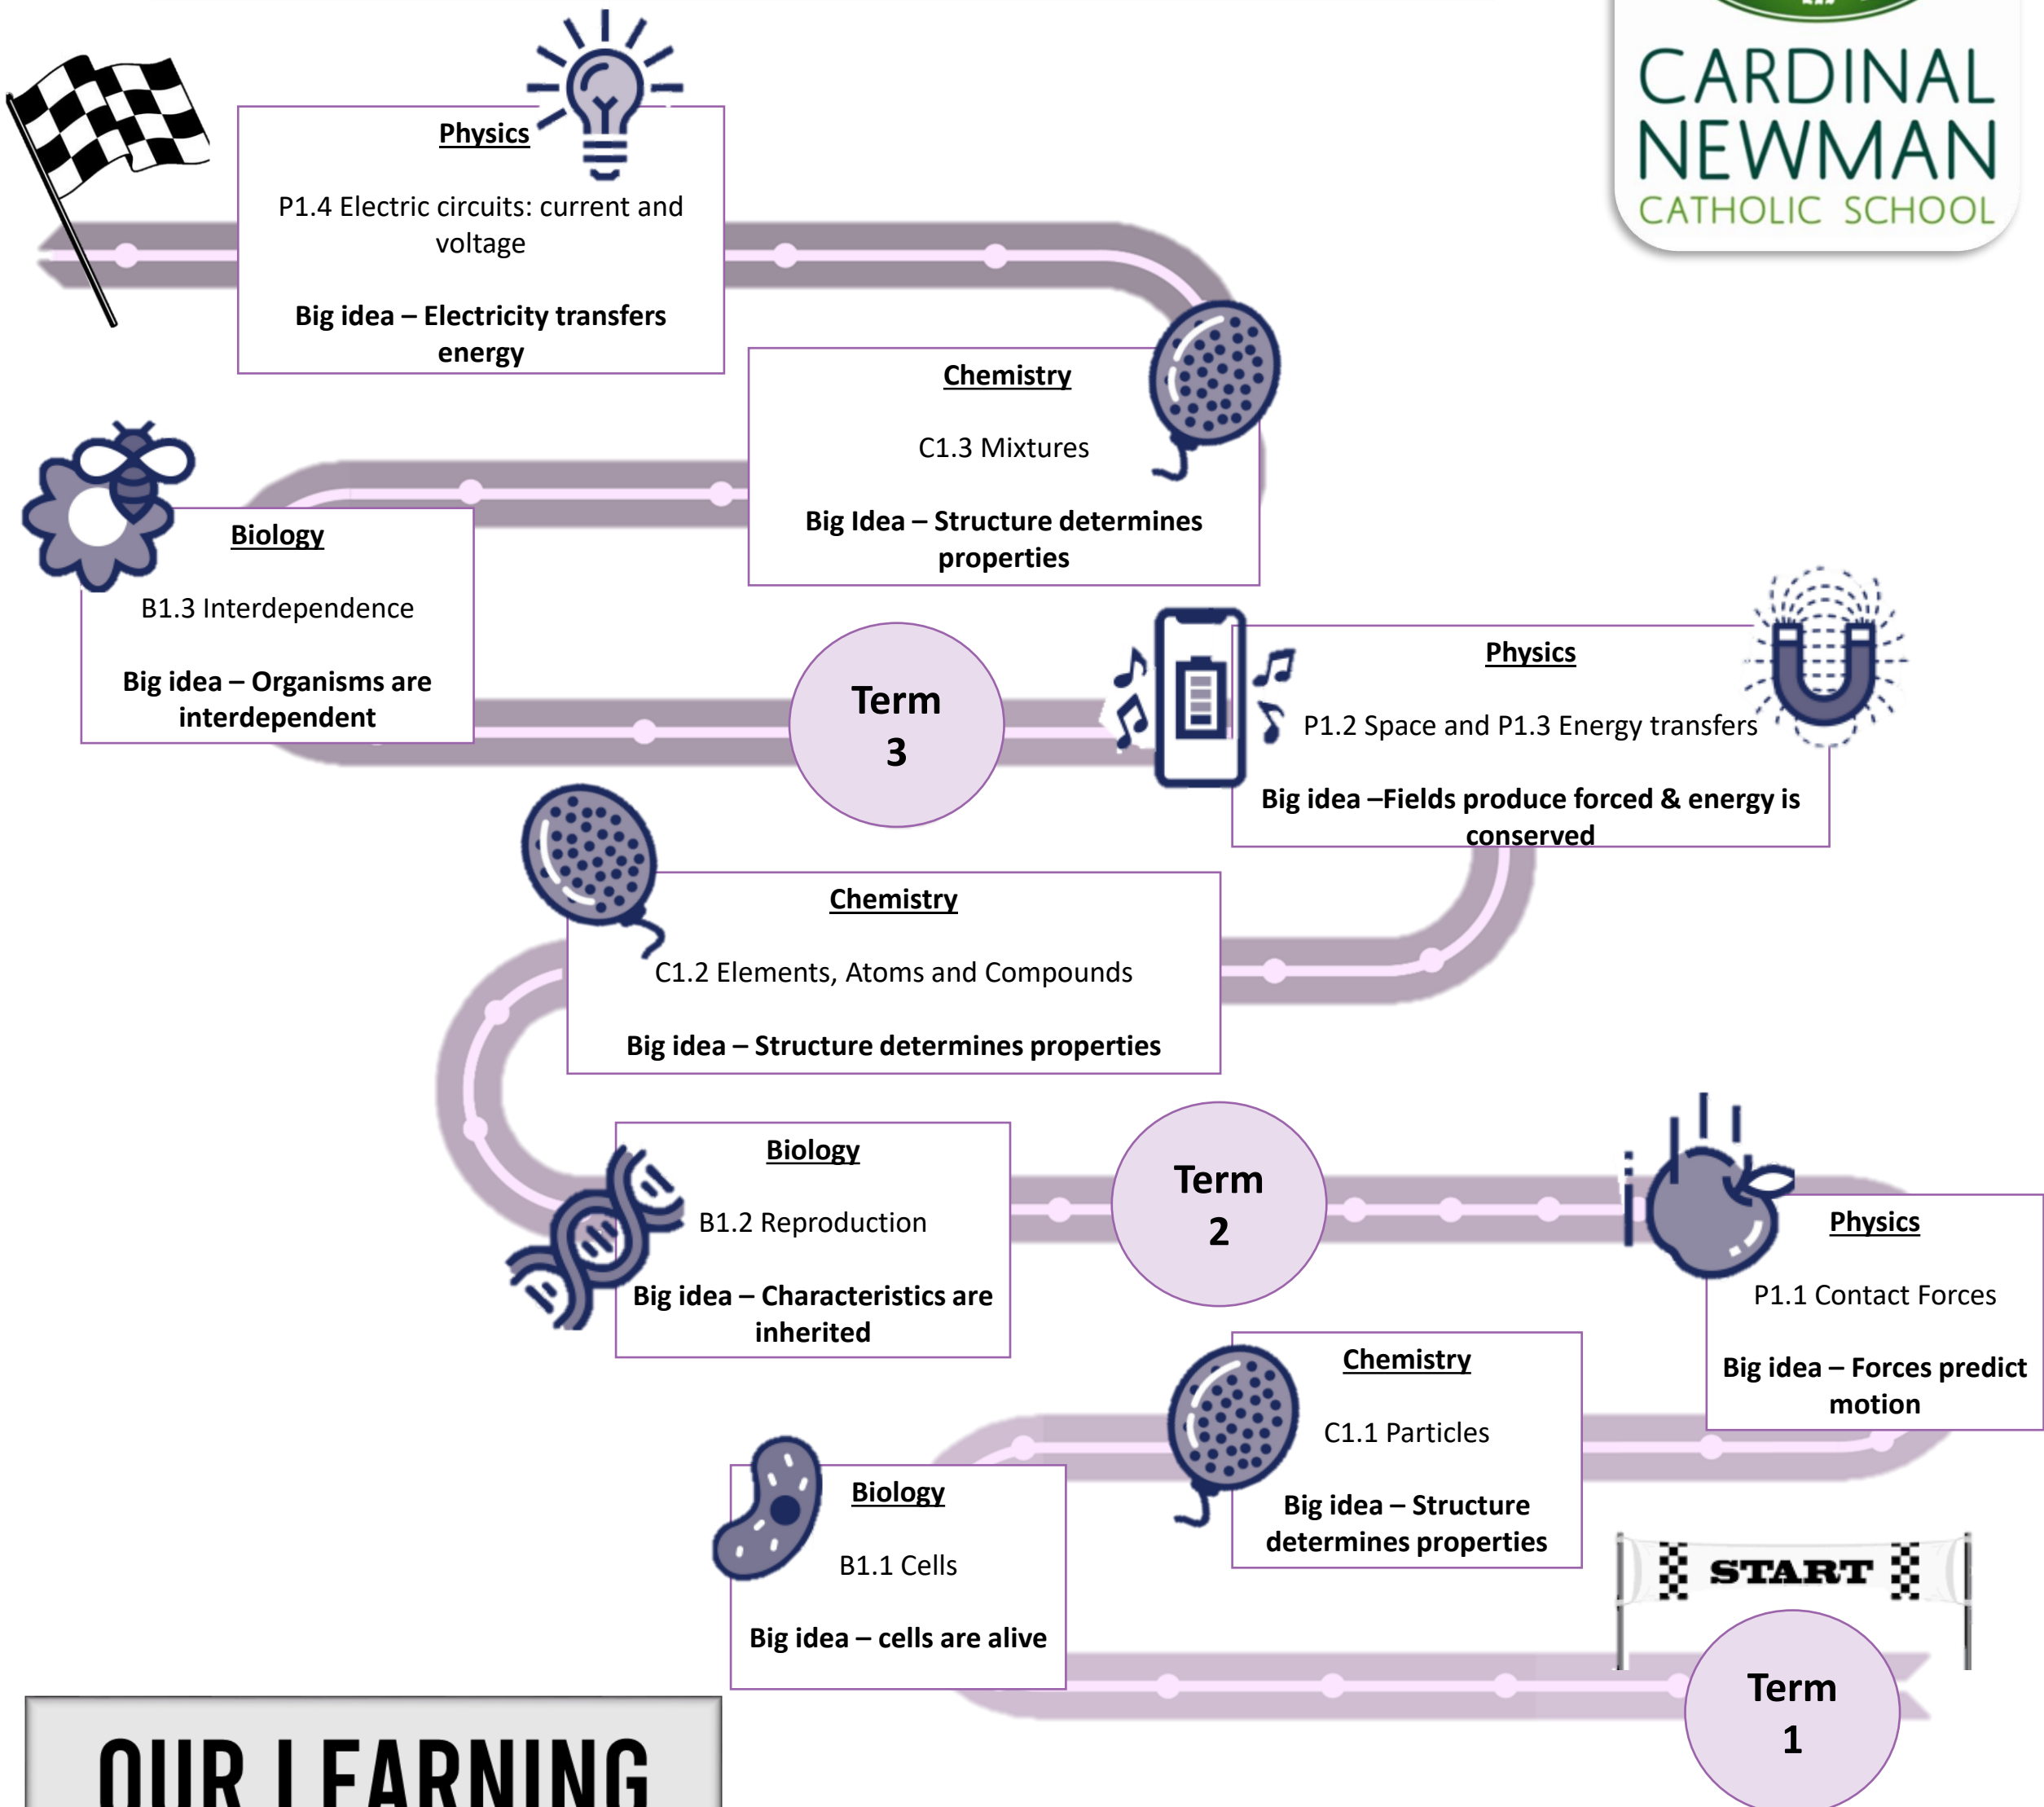 CARDINAL
NEWMAN
CATHOLIC SCHOOL
Physics
P1.4 Electric circuits: current and
voltage
Big idea – Electricity transfers
energy
Chemistry
C1.3 Mixtures
Big Idea – Structure determines
properties
Biology
B1.3 Interdependence
Big idea – Organisms are
interdependent
Term
3
Physics
P1.2 Space and P1.3 Energy transfers
Big idea –Fields produce forced & energy is
conserved
Chemistry
C1.2 Elements, Atoms and Compounds
Big idea – Structure determines properties
Biology
B1.2 Reproduction
Big idea – Characteristics are
inherited
Term
2
Physics
P1.1 Contact Forces
Big idea – Forces predict
motion
Chemistry
C1.1 Particles
Big idea – Structure
determines properties
Biology
B1.1 Cells
Big idea – cells are alive
START
Term
1
OUR LEARNING